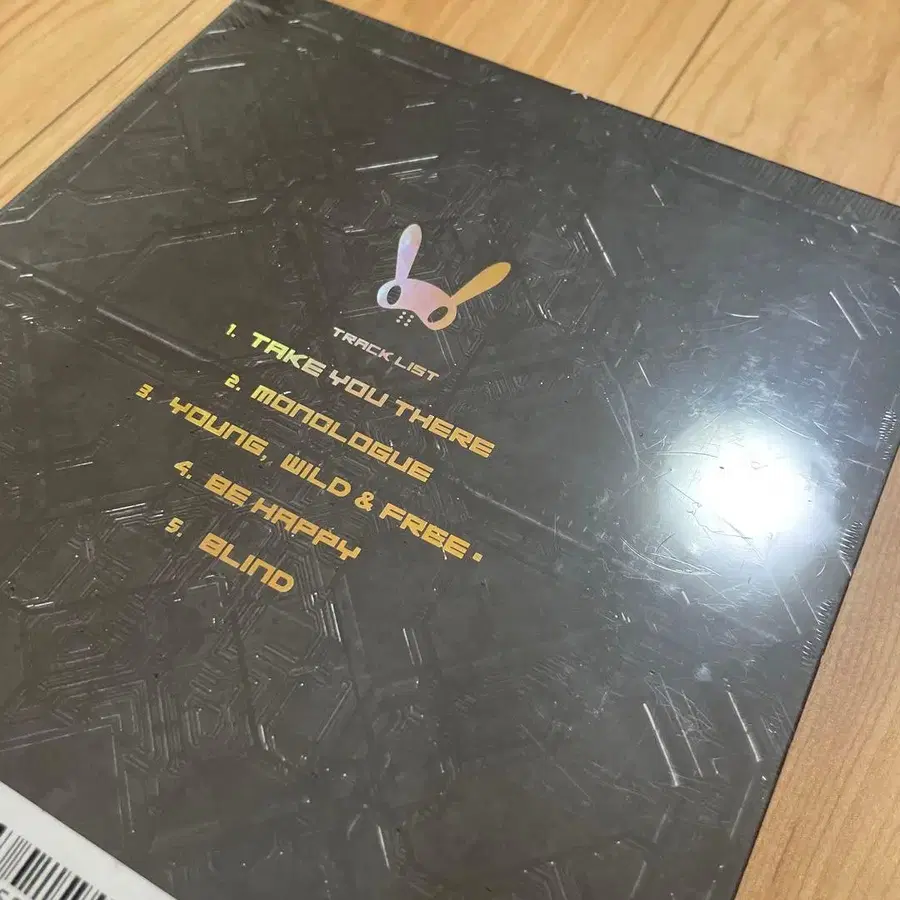 TRACK LIST
1. TAKE YOU THERE
2. MONOLOGUE
3. YOUNG, WILD & FREE.
4. BE HAPPY
5. BLIND